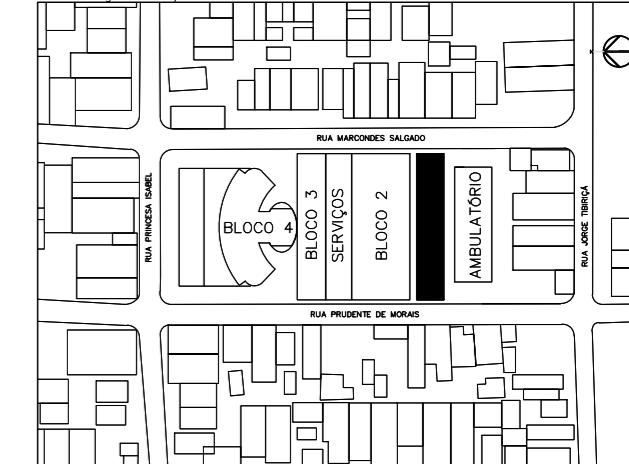 RUA MARCONDES SALGADO
RUA PRINCESA ISABEL
BLOCO 4
BLOCO 3
SERVIÇOS
BLOCO 2
AMBULATÓRIO
RUA JORGE TIBIRIÇÁ
RUA PRUDENTE DE MORAIS